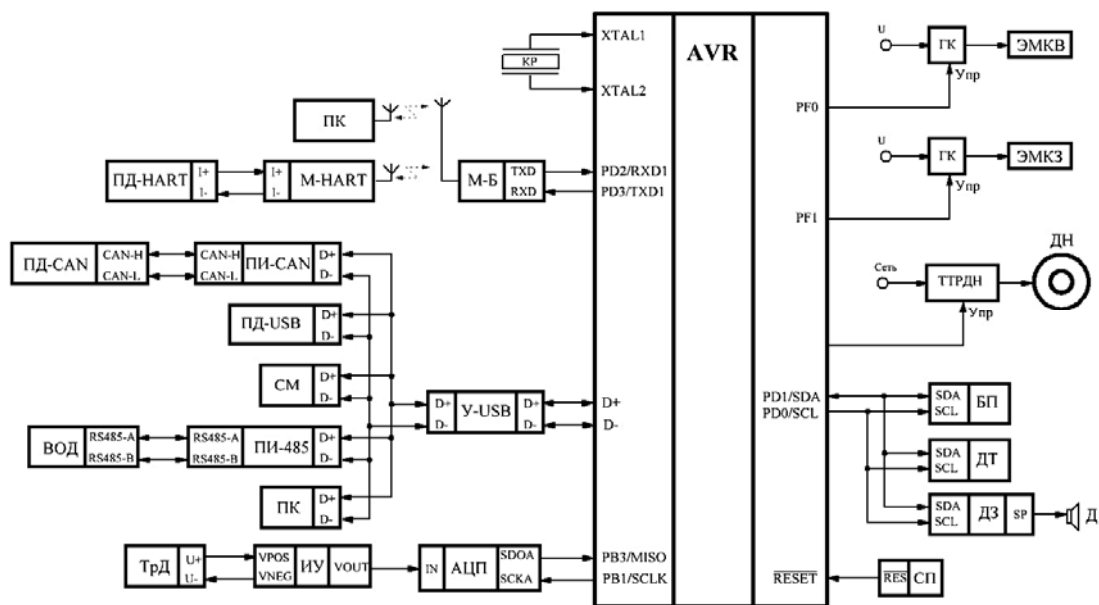 XTAL1
КР
XTAL2
AVR
U
ГК
ЭМКВ
Упр
PF0
ПК
ПД-HART
I+
I-
I+
I-
М-HART
М-Б
TXD
RXD
PD2/RXD1
PD3/TXD1
U
ГК
ЭМКЗ
Упр
PF1
ПД-CAN
CAN-H
CAN-L
CAN-H
CAN-L
ПИ-CAN
D+
D-
ПД-USB
D+
D-
Сеть
ТТРДН
ДН
Упр
СМ
D+
D-
D+
D-
У-USB
D+
D-
D+
D-
PD1/SDA
PD0/SCL
SDA
SCL
БП
ВОД
RS485-A
RS485-B
RS485-A
RS485-B
ПИ-485
D+
D-
SDA
SCL
ДТ
ПК
D+
D-
SDA
SCL
ДЗ
SP
Д
ТрД
U+
U-
VPOS
VNEG
ИУ
VOUT
IN
АЦП
SDOA
SCKA
PB3/MISO
PB1/SCLK
RESET
RES
СП